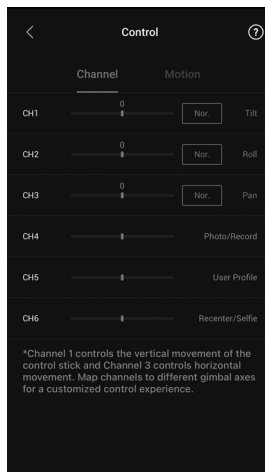 Control ?
Channel Motion
0
CH1 Nor. Tilt
0
CH2 Nor. Roll
0
CH3 Nor. Pan
CH4 Photo/Record
CH5 User Profile
CH6 Recenter/Selfie
*Channel 1 controls the vertical movement of the
control stick and Channel 3 controls horizontal
movement. Map channels to different gimbal axes
for a customized control experience.